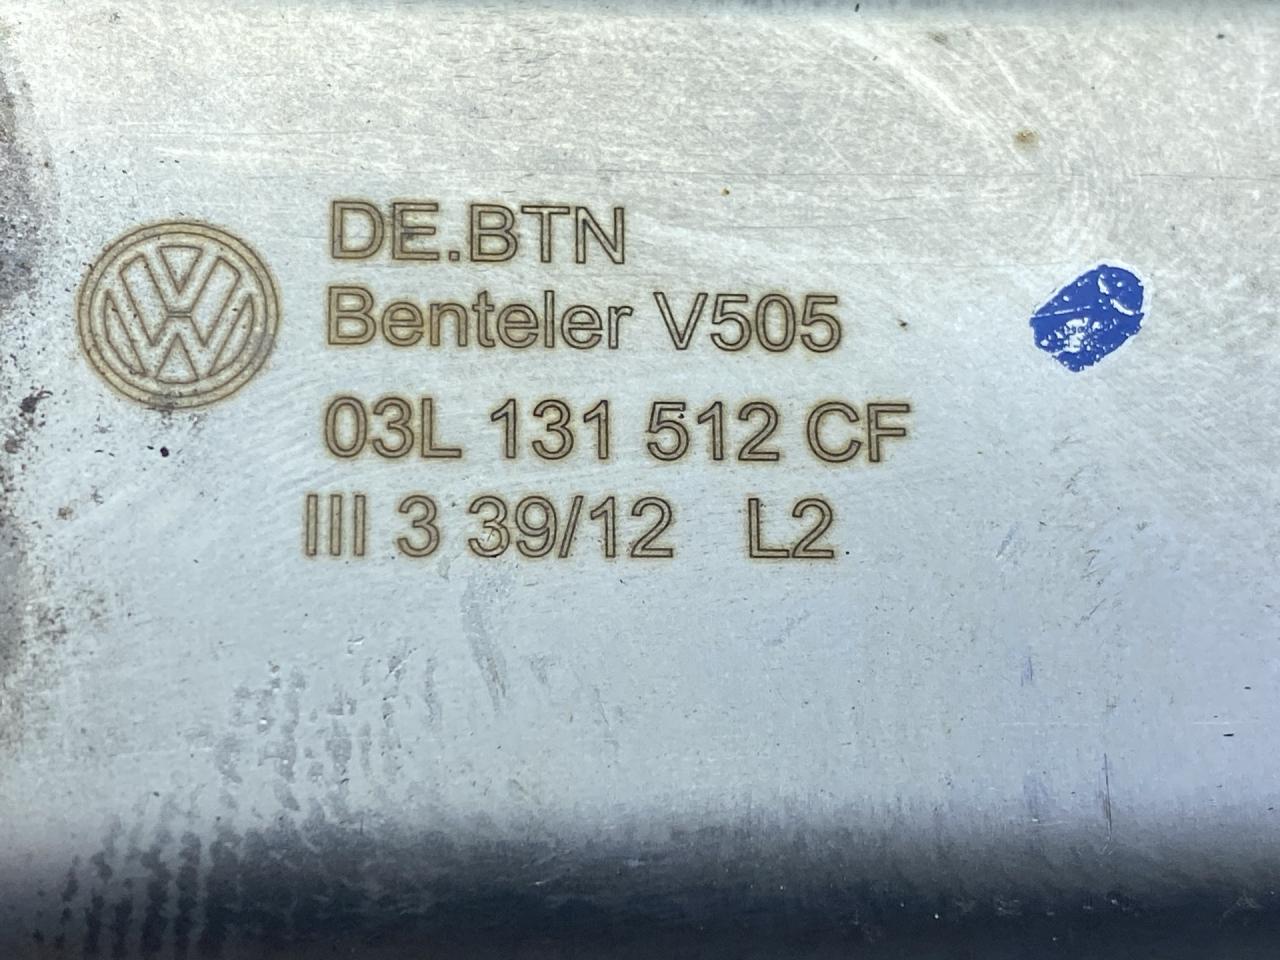 DE.BTN
Benteler V505
03L 131 512 CF
III 3 39/12 L2